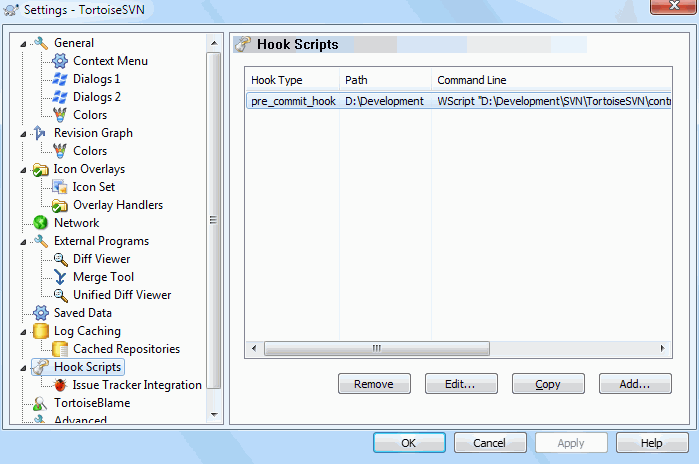 Settings - TortoiseSVN
General
Context Menu
Dialogs 1
Dialogs 2
Colors
Revision Graph
Colors
Icon Overlays
Icon Set
Overlay Handlers
Network
External Programs
Diff Viewer
Merge Tool
Unified Diff Viewer
Saved Data
Log Caching
Cached Repositories
Hook Scripts
Issue Tracker Integration
TortoiseBlame
Advanced
Hook Scripts
Hook Type Path Command Line
pre_commit_hook D:\Development WScript "D:\Development\SVN\TortoiseSVN\contr
Remove Edit... Copy Add...
OK Cancel Apply Help